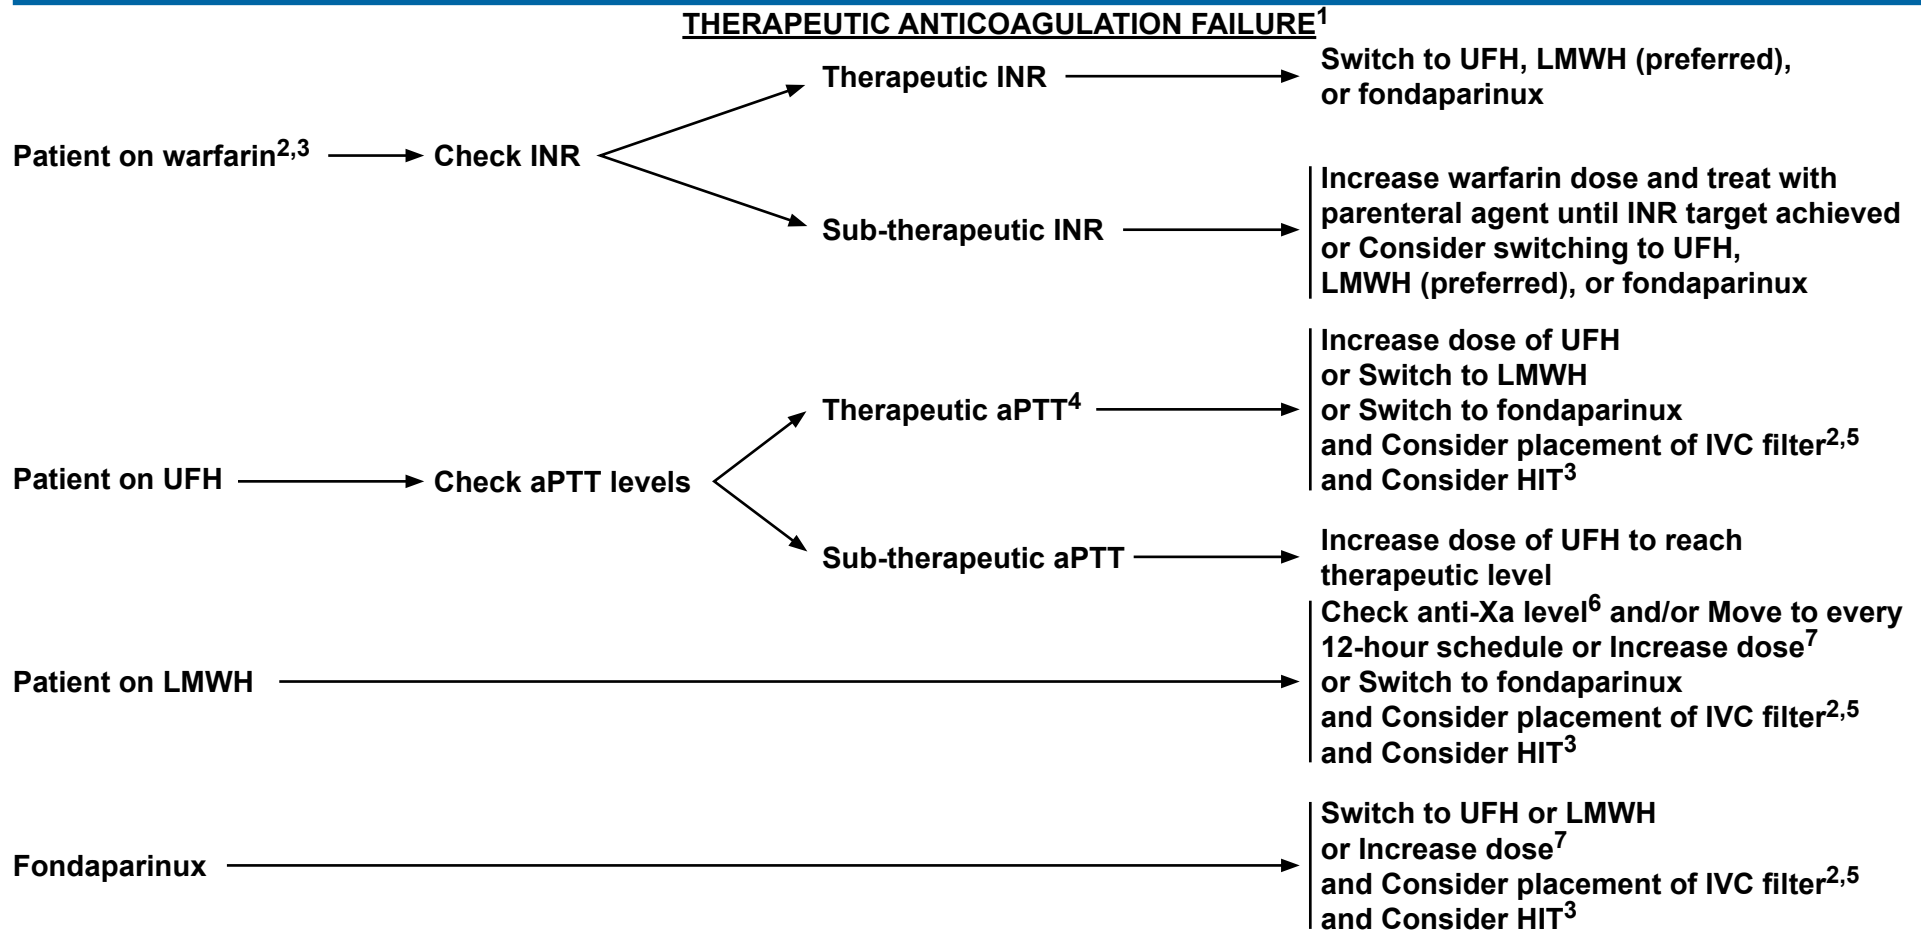 THERAPEUTIC ANTICOAGULATION FAILURE1
Patient on warfarin2,3
Check INR
Therapeutic INR
Switch to UFH, LMWH (preferred),
or fondaparinux
Sub-therapeutic INR
Increase warfarin dose and treat with
parenteral agent until INR target achieved
or Consider switching to UFH,
LMWH (preferred), or fondaparinux
Patient on UFH
Check aPTT levels
Therapeutic aPTT4
Increase dose of UFH
or Switch to LMWH
or Switch to fondaparinux
and Consider placement of IVC filter2,5
and Consider HIT3
Sub-therapeutic aPTT
Increase dose of UFH to reach
therapeutic level
Patient on LMWH
Check anti-Xa level6 and/or Move to every
12-hour schedule or Increase dose7
or Switch to fondaparinux
and Consider placement of IVC filter2,5
and Consider HIT3
Fondaparinux
Switch to UFH or LMWH
or Increase dose7
and Consider placement of IVC filter2,5
and Consider HIT3